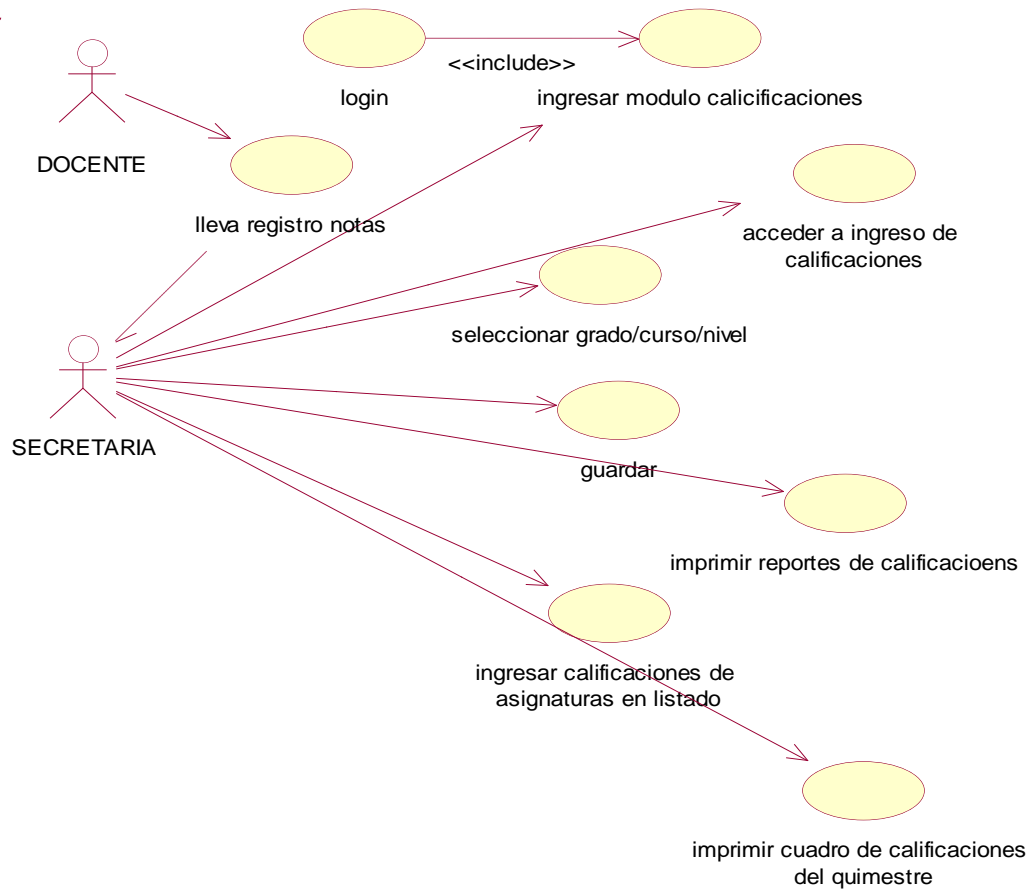 <<include>>
login
ingresar modulo calicificaciones
DOCENTE
lleva registro notas
acceder a ingreso de
calificaciones
seleccionar grado/curso/nivel
SECRETARIA
guardar
imprimir reportes de calificacioens
ingresar calificaciones de
asignaturas en listado
imprimir cuadro de calificaciones
del quimestre